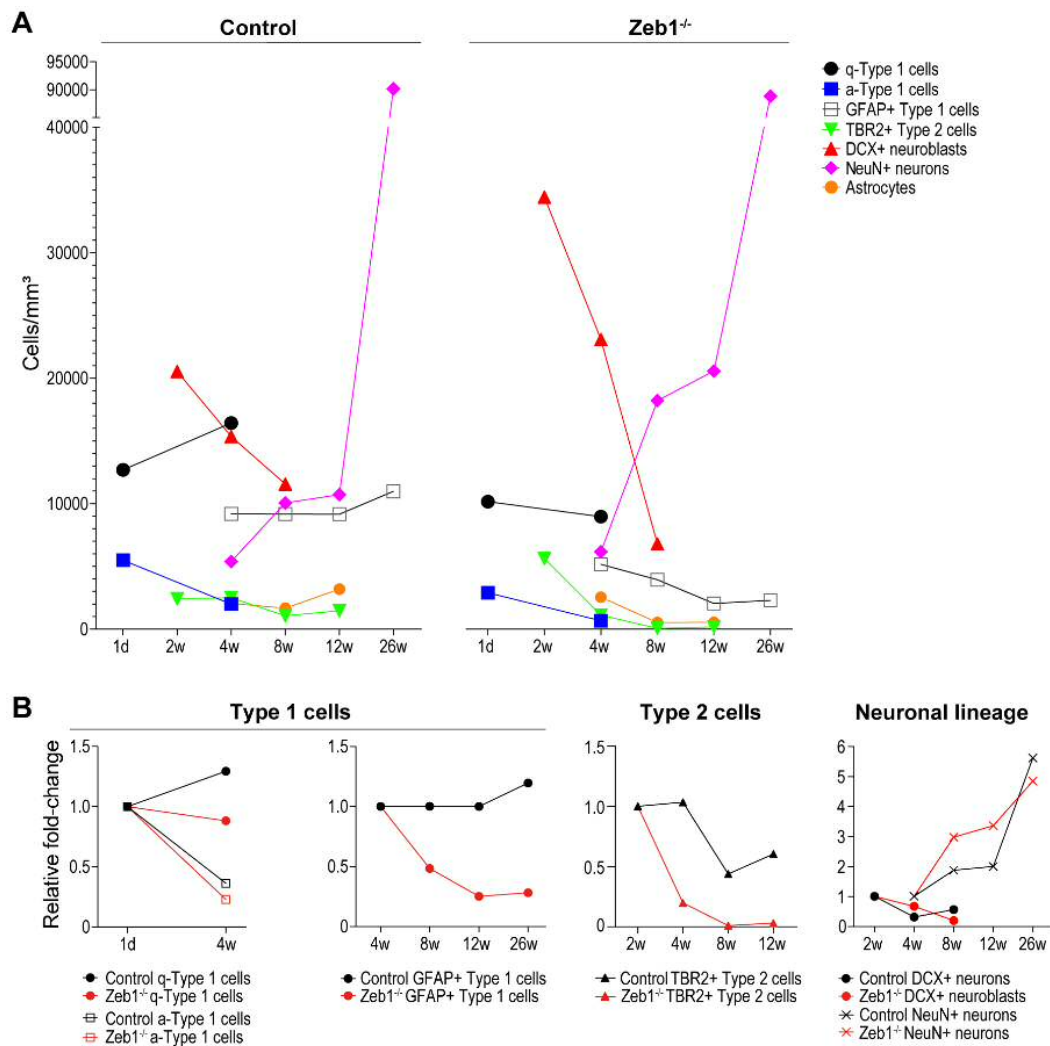 A
Control
Zeb1-/-
95000
90000
40000
30000
20000
10000
0
Cells/mm³
1d 2w 4w 8w 12w 26w
1d 2w 4w 8w 12w 26w
q-Type 1 cells
a-Type 1 cells
GFAP+ Type 1 cells
TBR2+ Type 2 cells
DCX+ neuroblasts
NeuN+ neurons
Astrocytes
B
Type 1 cells
Type 2 cells
Neuronal lineage
Relative fold-change
1.5
1.0
0.5
0
1d 4w
Control q-Type 1 cells
Zeb1-/- q-Type 1 cells
Control a-Type 1 cells
Zeb1-/- a-Type 1 cells
1.5
1.0
0.5
0
4w 8w 12w 26w
Control GFAP+ Type 1 cells
Zeb1-/- GFAP+ Type 1 cells
1.5
1.0
0.5
0
2w 4w 8w 12w
Control TBR2+ Type 2 cells
Zeb1-/- TBR2+ Type 2 cells
6
5
4
3
2
1
0
2w 4w 8w 12w 26w
Control DCX+ neurons
Zeb1-/- DCX+ neuroblasts
Control NeuN+ neurons
Zeb1-/- NeuN+ neurons